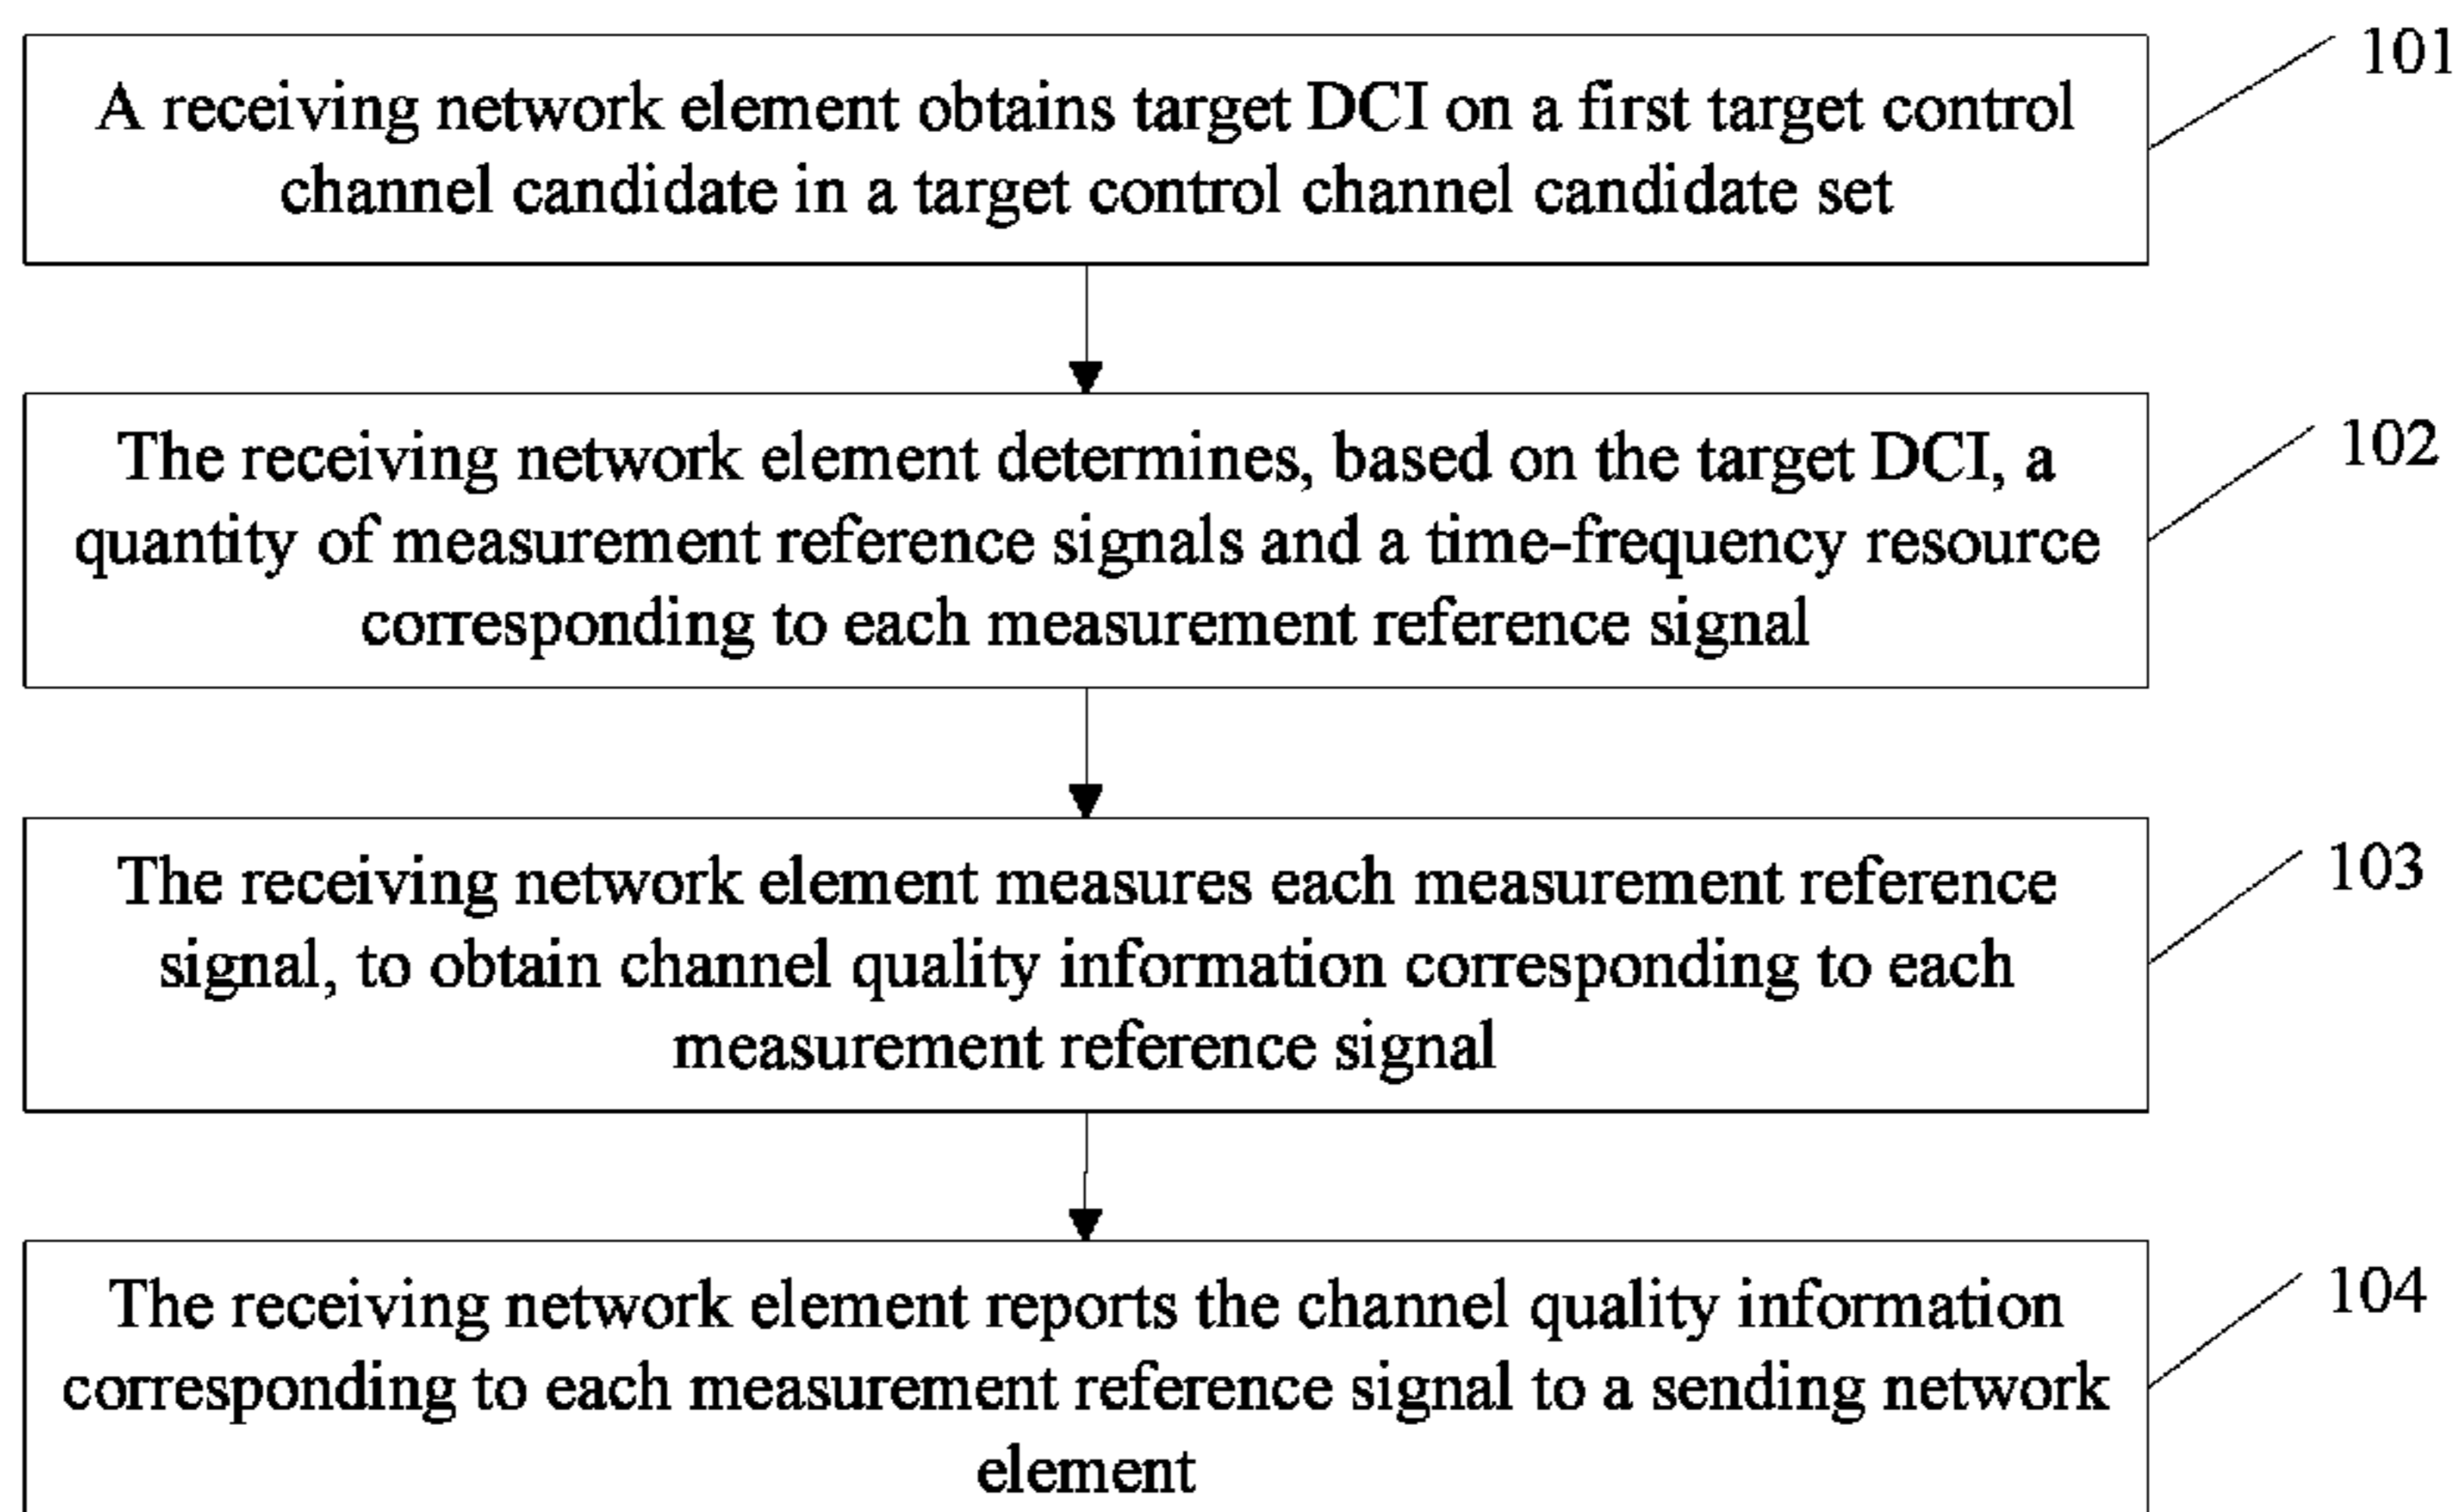 A receiving network element obtains target DCI on a first target control
channel candidate in a target control channel candidate set
101
The receiving network element determines, based on the target DCI, a
quantity of measurement reference signals and a time-frequency resource
corresponding to each measurement reference signal
102
The receiving network element measures each measurement reference
signal, to obtain channel quality information corresponding to each
measurement reference signal
103
The receiving network element reports the channel quality information
corresponding to each measurement reference signal to a sending network
element
104